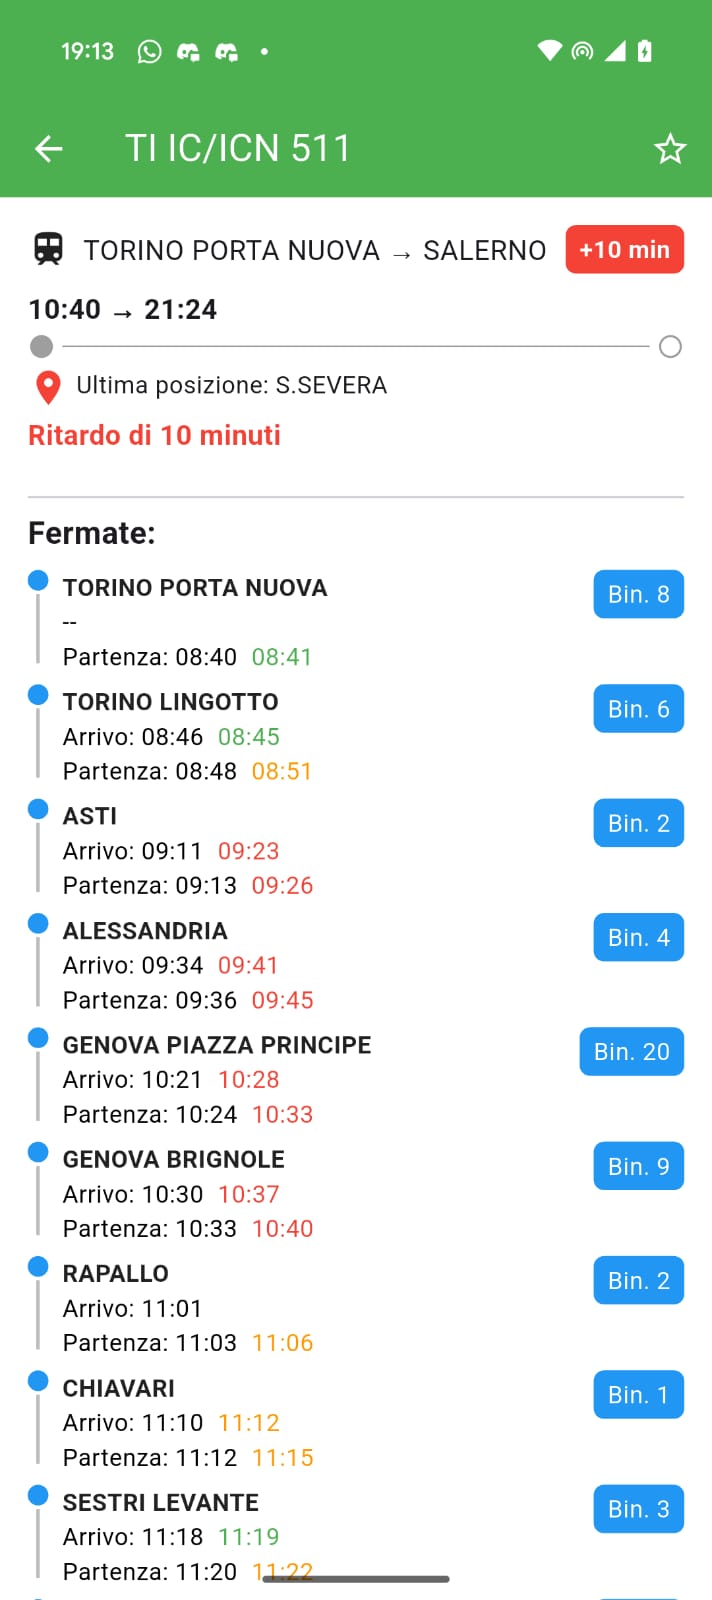 19:13
TI IC/ICN 511
TORINO PORTA NUOVA → SALERNO +10 min
10:40 → 21:24
Ultima posizione: S.SEVERA
Ritardo di 10 minuti
Fermate:
TORINO PORTA NUOVA Bin. 8
--
Partenza: 08:40 08:41
TORINO LINGOTTO Bin. 6
Arrivo: 08:46 08:45
Partenza: 08:48 08:51
ASTI Bin. 2
Arrivo: 09:11 09:23
Partenza: 09:13 09:26
ALESSANDRIA Bin. 4
Arrivo: 09:34 09:41
Partenza: 09:36 09:45
GENOVA PIAZZA PRINCIPE Bin. 20
Arrivo: 10:21 10:28
Partenza: 10:24 10:33
GENOVA BRIGNOLE Bin. 9
Arrivo: 10:30 10:37
Partenza: 10:33 10:40
RAPALLO Bin. 2
Arrivo: 11:01
Partenza: 11:03 11:06
CHIAVARI Bin. 1
Arrivo: 11:10 11:12
Partenza: 11:12 11:15
SESTRI LEVANTE Bin. 3
Arrivo: 11:18 11:19
Partenza: 11:20 11:22